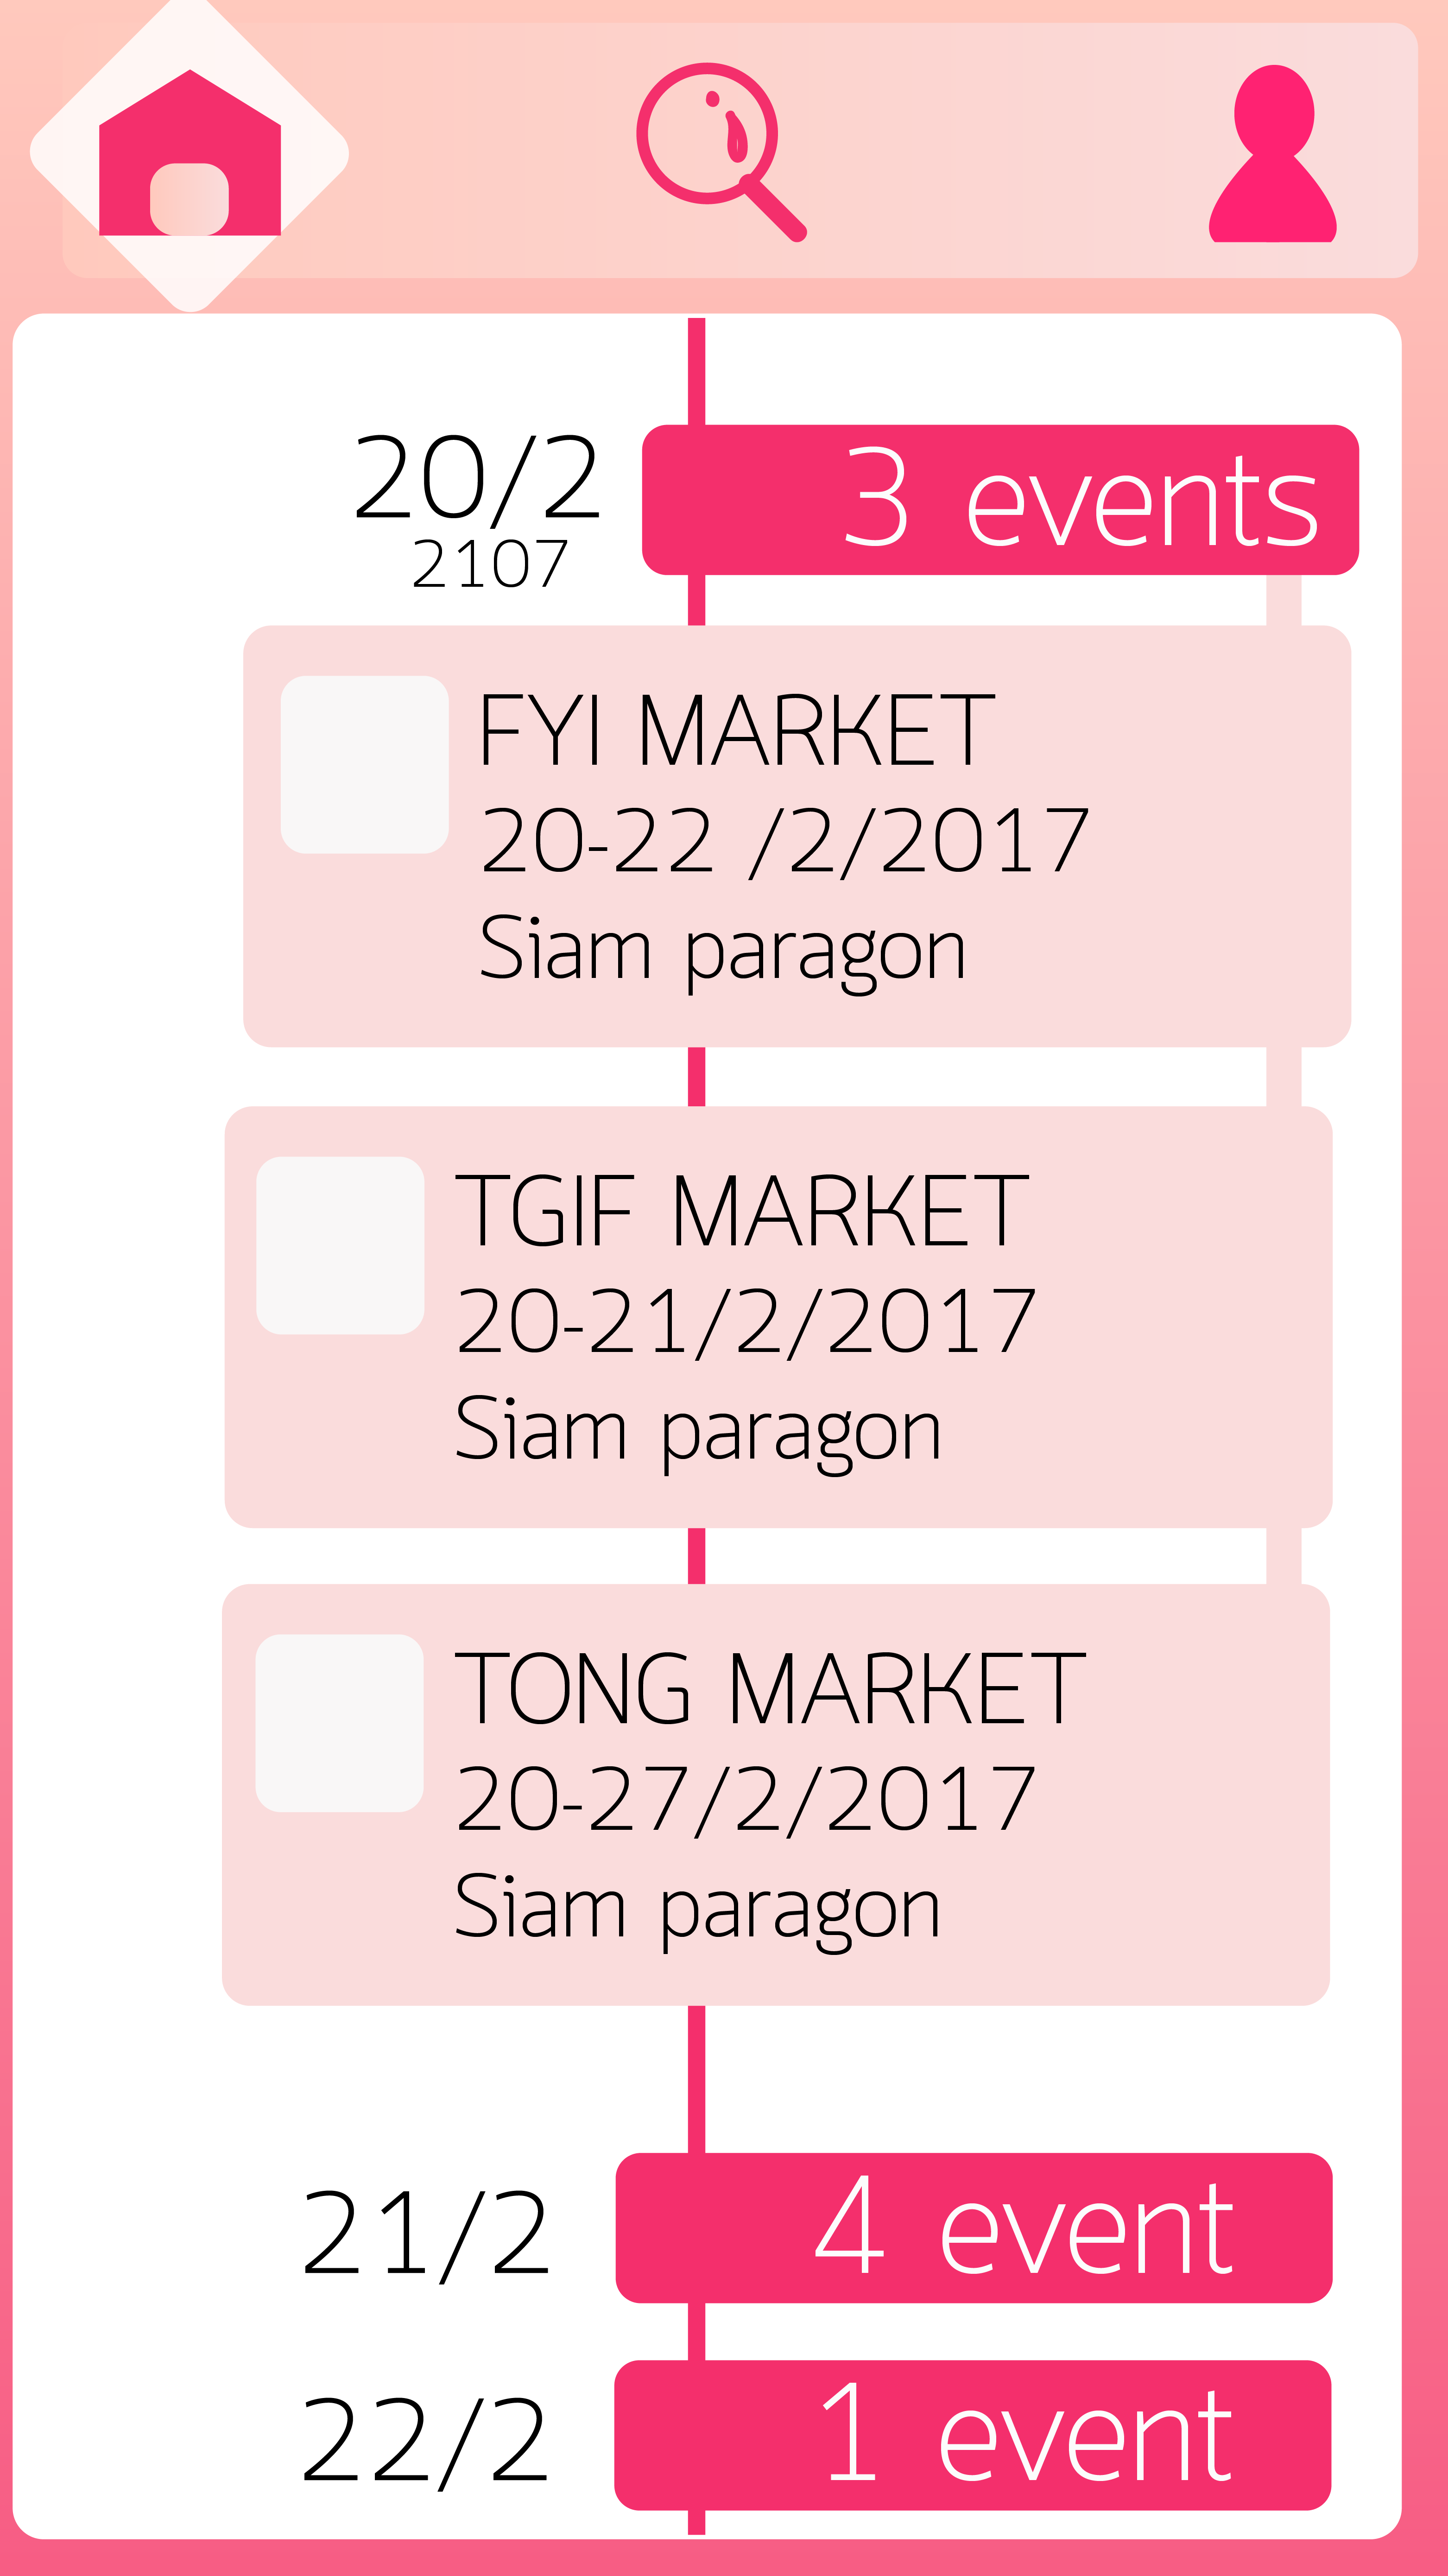 20/2
2107
3 events
FYI MARKET
20-22 /2/2017
Siam paragon
TGIF MARKET
20-21/2/2017
Siam paragon
TONG MARKET
20-27/2/2017
Siam paragon
21/2
4 event
22/2
1 event